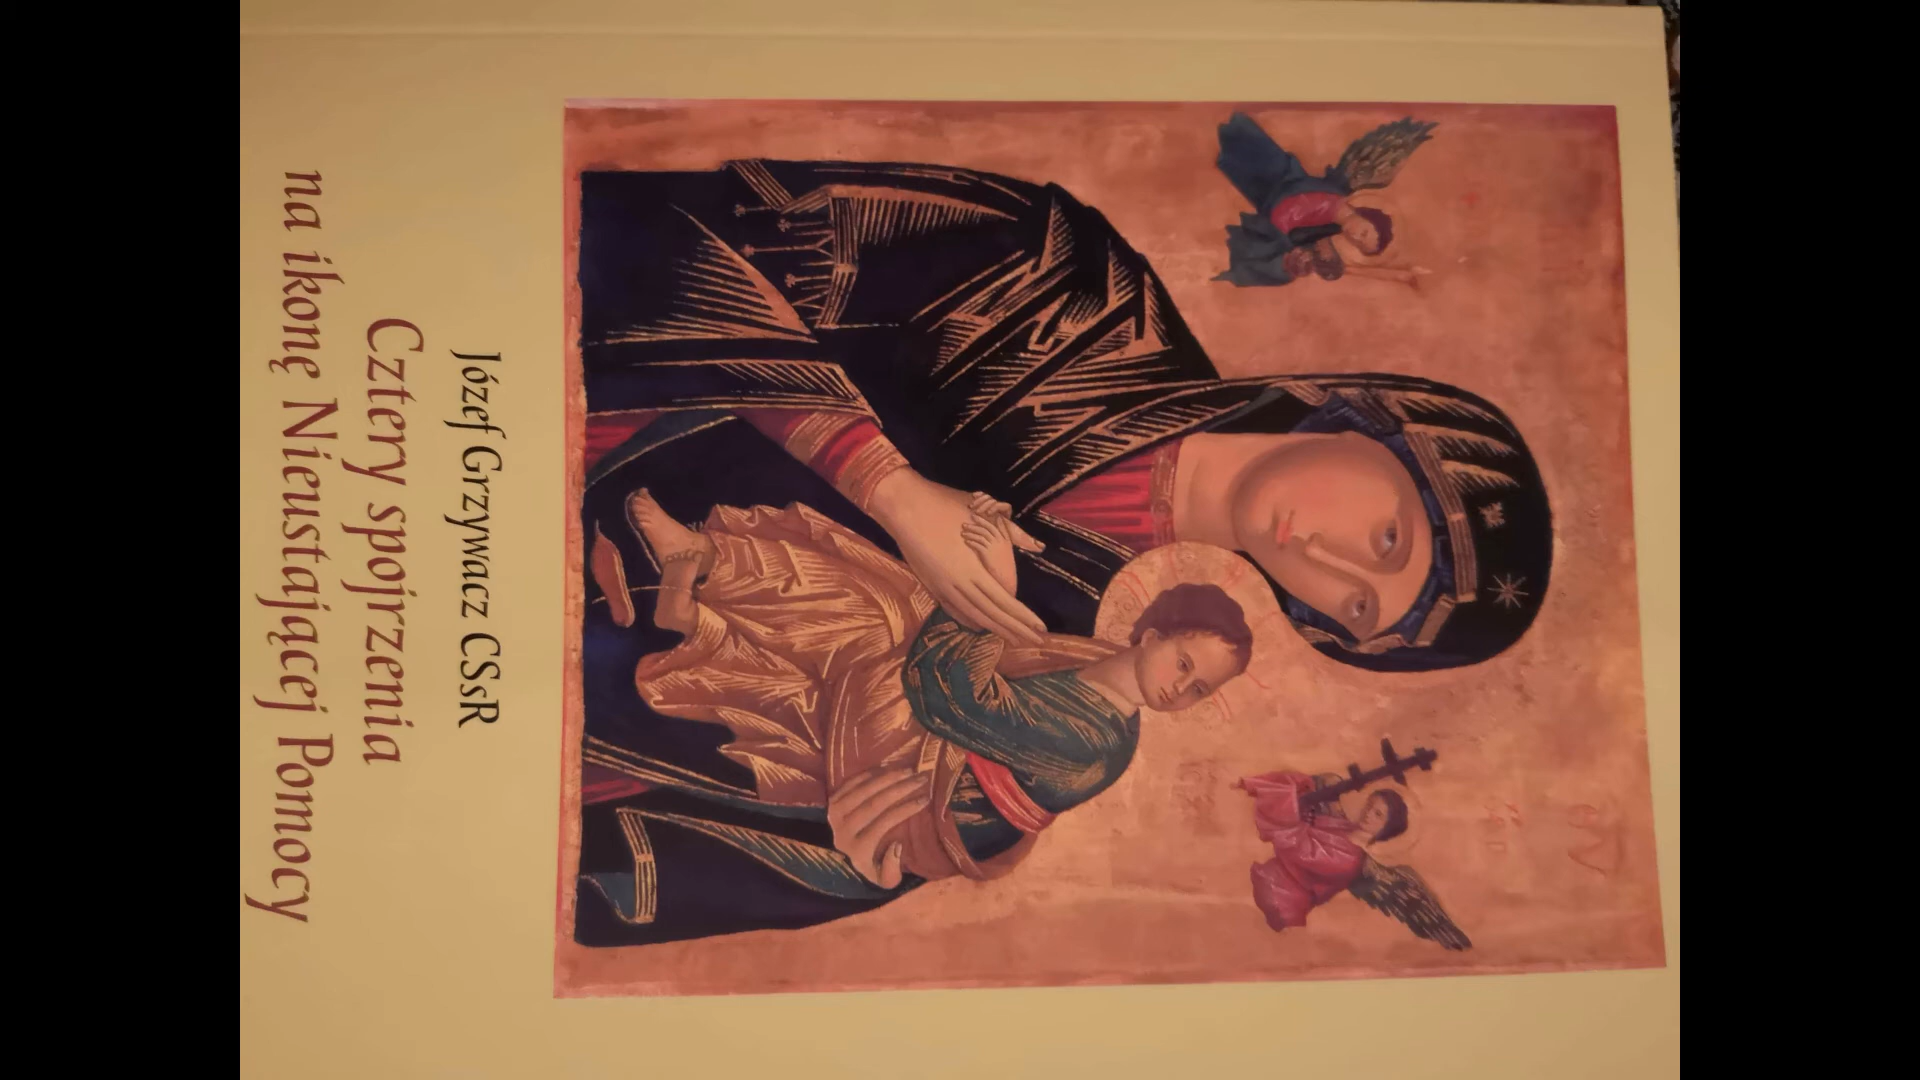 Józef Grzywacz CSsR
Cztery spojrzenia
na ikonę Nieustającej Pomocy